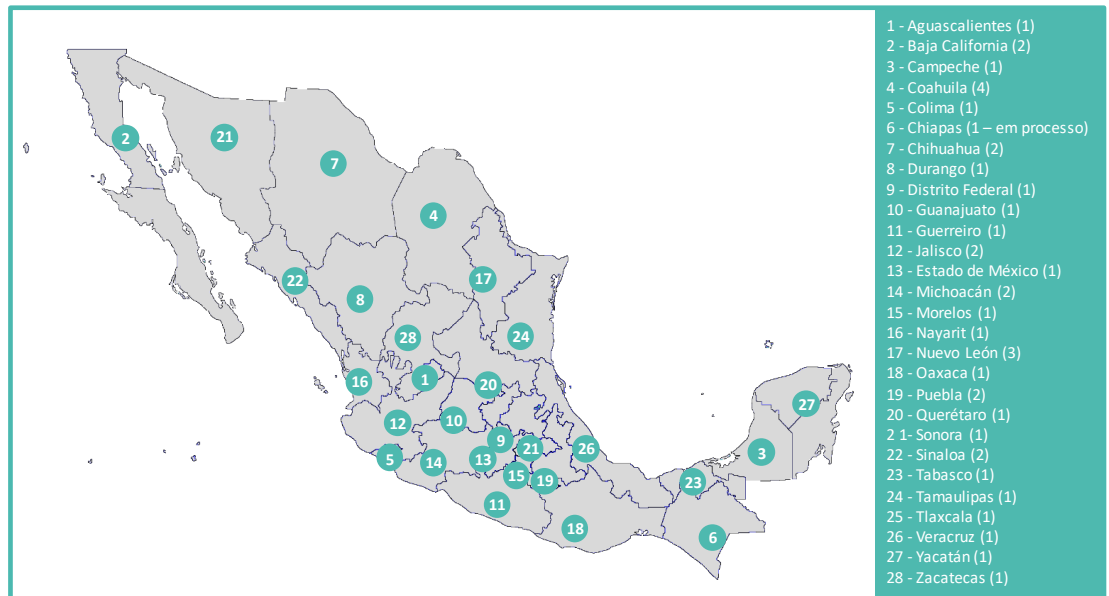 2
21
7
4
22
17
8
24
28
16
1
20
27
12
10
9
21
26
5
14
13
3
15
19
23
11
18
6
1 - Aguascalientes (1)
2 - Baja California (2)
3 - Campeche (1)
4 - Coahuila (4)
5 - Colima (1)
6 - Chiapas (1 – em processo)
7 - Chihuahua (2)
8 - Durango (1)
9 - Distrito Federal (1)
10 - Guanajuato (1)
11 - Guerreiro (1)
12 - Jalisco (2)
13 - Estado de México (1)
14 - Michoacán (2)
15 - Morelos (1)
16 - Nayarit (1)
17 - Nuevo León (3)
18 - Oaxaca (1)
19 - Puebla (2)
20 - Querétaro (1)
2 1- Sonora (1)
22 - Sinaloa (2)
23 - Tabasco (1)
24 - Tamaulipas (1)
25 - Tlaxcala (1)
26 - Veracruz (1)
27 - Yacatán (1)
28 - Zacatecas (1)